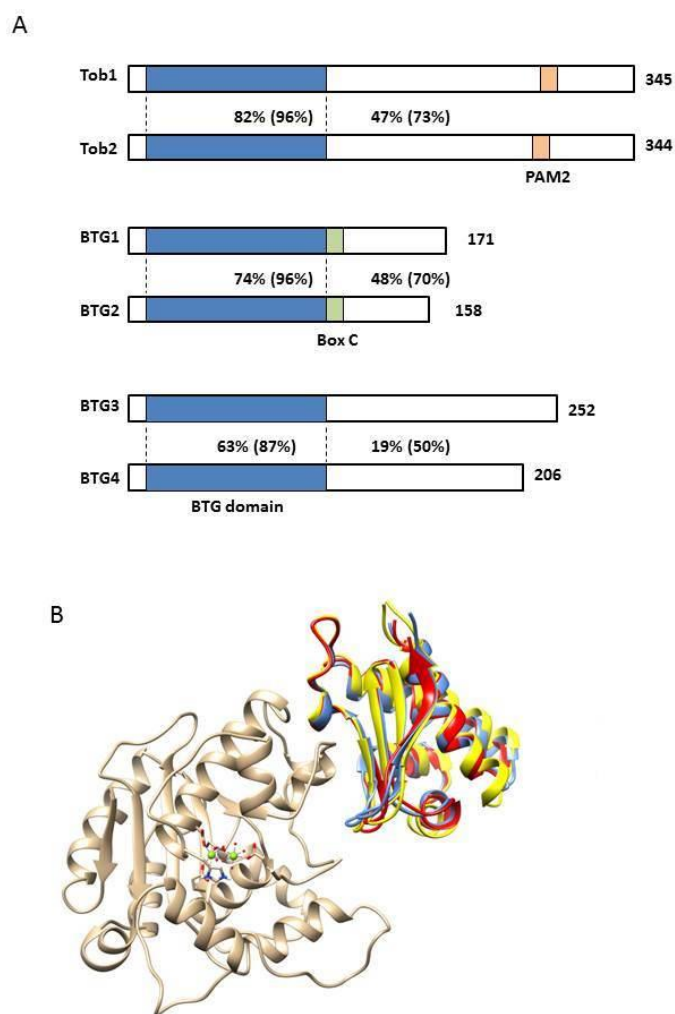 A
Tob1 345
82% (96%) 47% (73%)
Tob2 344
PAM2
BTG1 171
74% (96%) 48% (70%)
BTG2 158
Box C
BTG3 252
63% (87%) 19% (50%)
BTG4 206
BTG domain
B